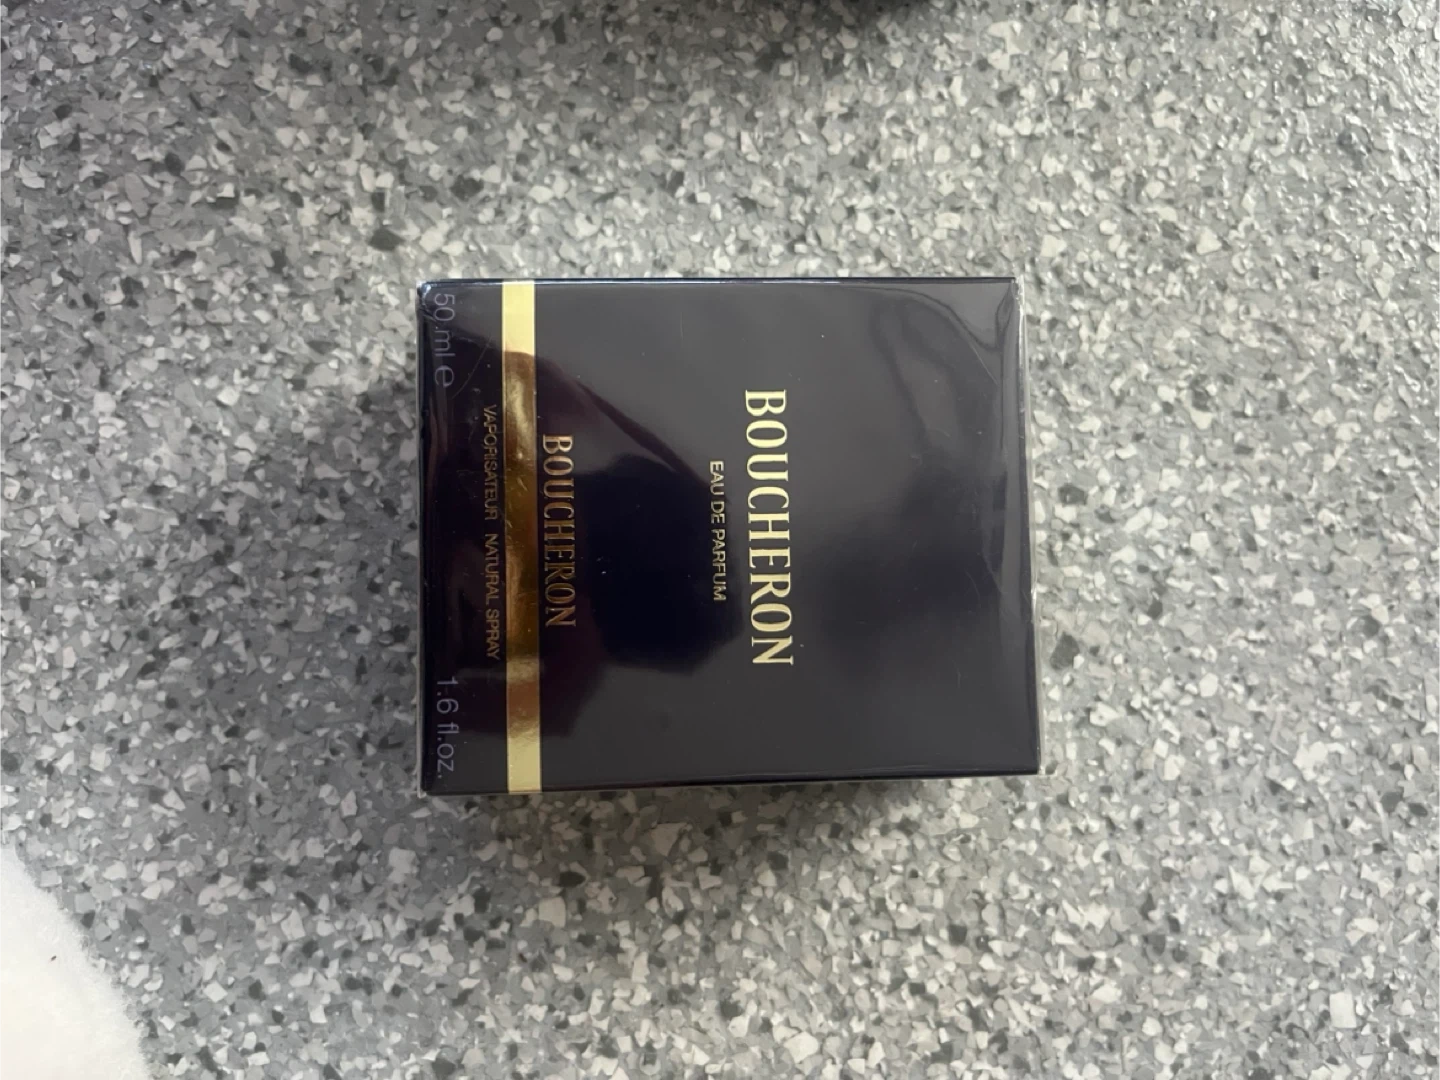 BOUCHERON
EAU DE PARFUM
BOUCHERON
VAPORISATEUR NATURAL SPRAY
50 ml e 1.6 fl.oz.